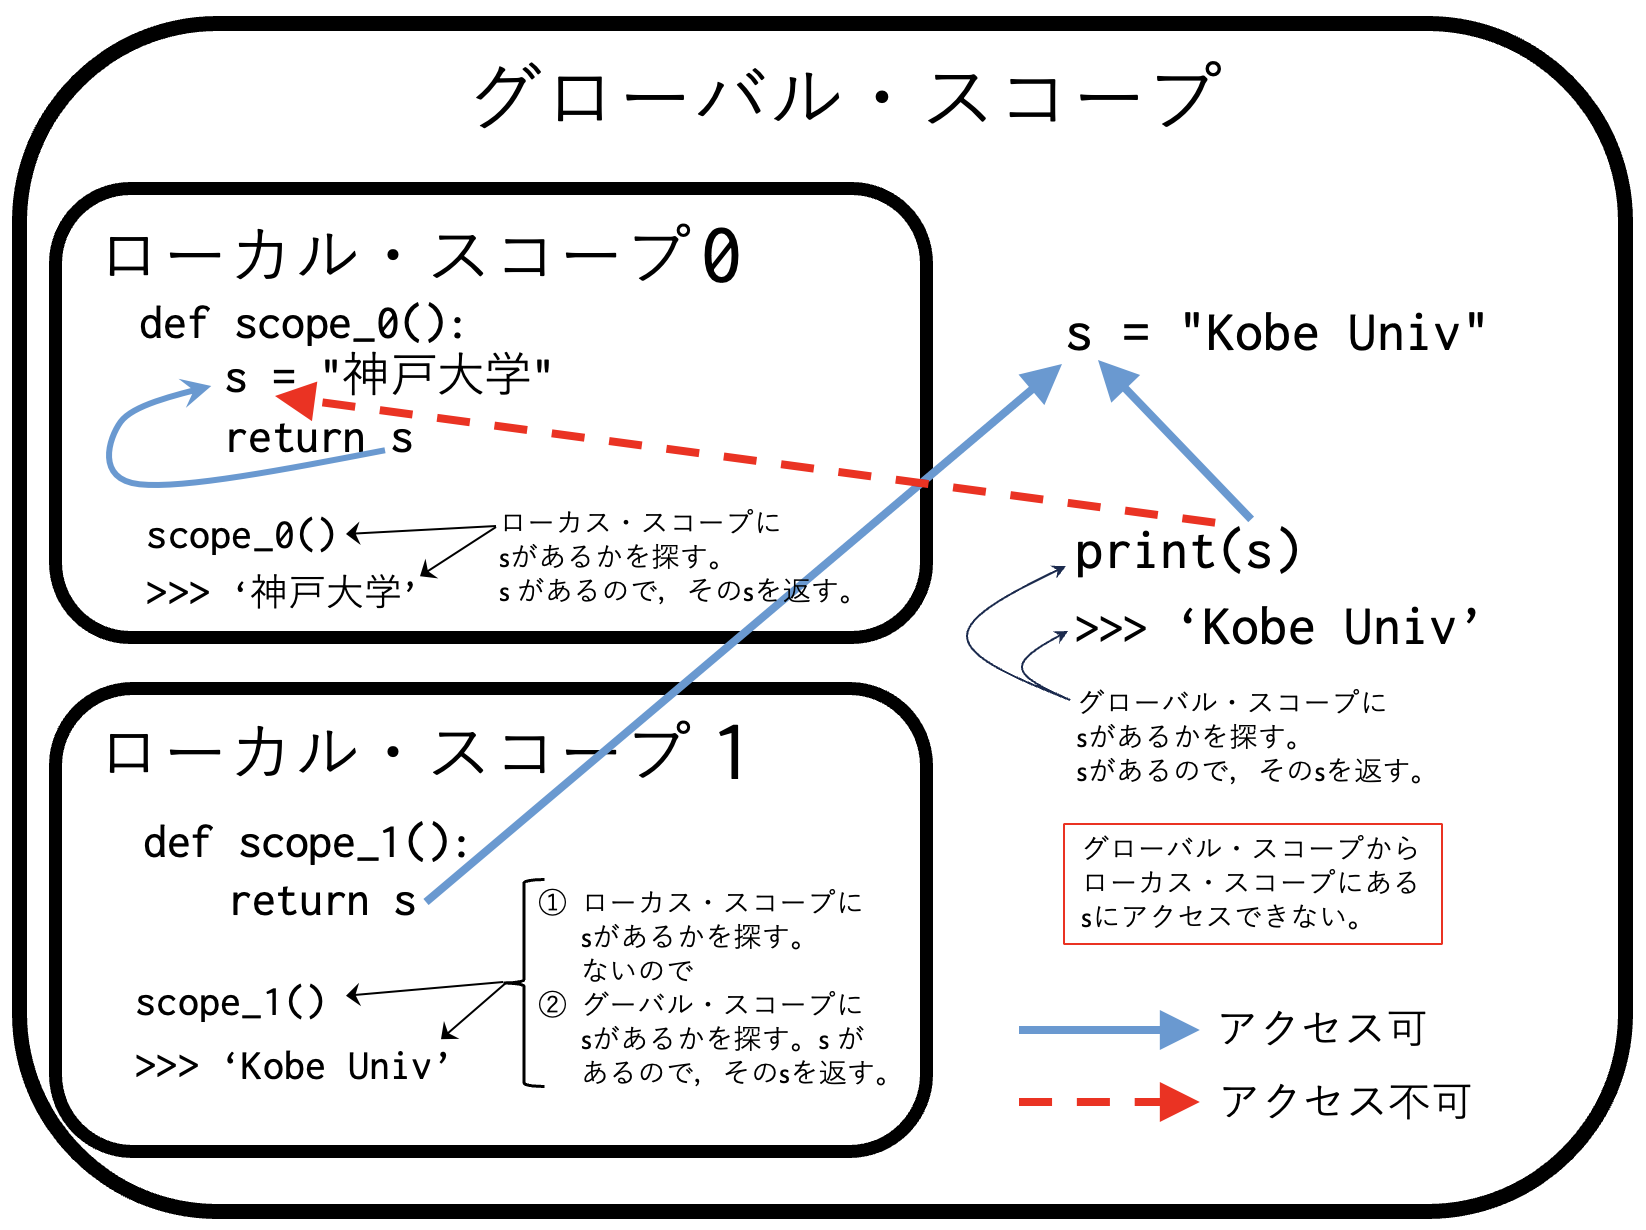 グローバル・スコープ
ローカル・スコープ0
def scope_0():
s = "神戸大学"
return s
scope_0()
>>> ‘神戸大学’
ローカス・スコープに
sがあるかを探す。
s があるので，そのsを返す。
ローカル・スコープ 1
def scope_1():
return s
scope_1()
>>> ‘Kobe Univ’
① ローカス・スコープに
sがあるかを探す。
ないので
② グーバル・スコープに
sがあるかを探す。s が
あるので，そのsを返す。
s = "Kobe Univ"
print(s)
>>> ‘Kobe Univ’
グローバル・スコープに
sがあるかを探す。
sがあるので，そのsを返す。
グローバル・スコープから
ローカス・スコープにある
sにアクセスできない。
アクセス可
アクセス不可